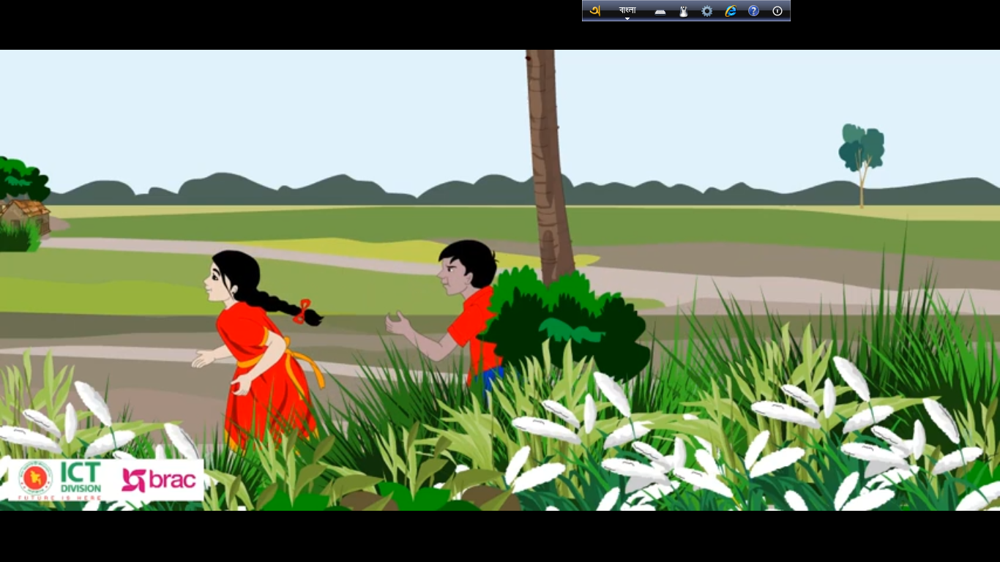 অ বাংলা
ICT
DIVISION
FUTURE IS HERE
brac